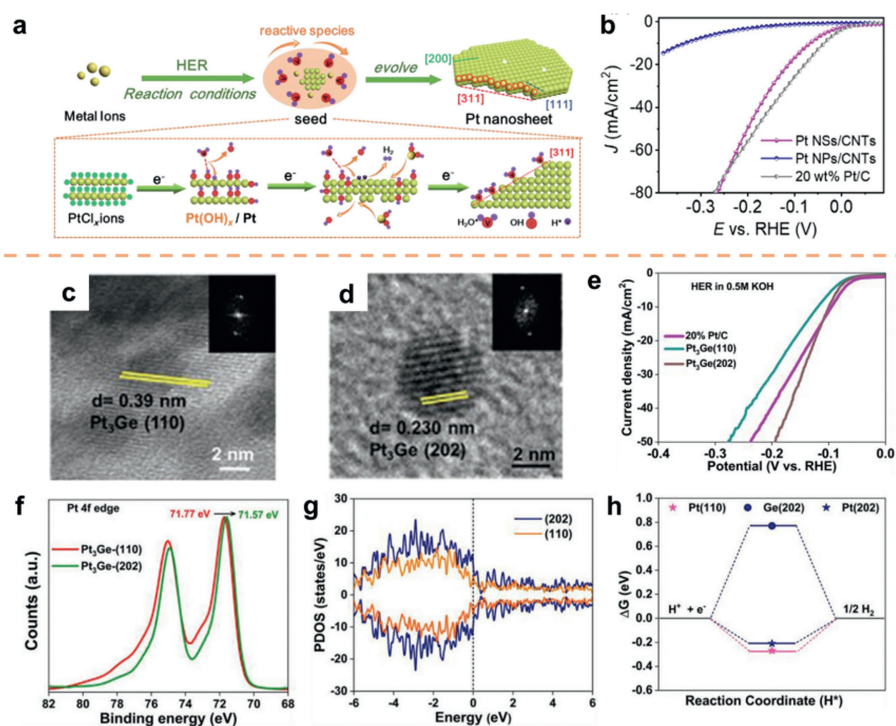 a
reactive species
HER
Reaction conditions
evolve
Metal Ions
seed
[200]
[311]
[111]
Pt nanosheet
PtClx ions
e-
Pt(OH)x / Pt
e-
H2
e-
[311]
H2O*
OH
H*
b
0
-20
-40
-60
-80
J (mA/cm2)
Pt NSs/CNTs
Pt NPs/CNTs
20 wt% Pt/C
-0.3
-0.2
-0.1
0.0
E vs. RHE (V)
c
d= 0.39 nm
Pt3Ge (110)
2 nm
d
d= 0.230 nm
Pt3Ge (202)
2 nm
e
HER in 0.5M KOH
20% Pt/C
Pt3Ge(110)
Pt3Ge(202)
0
-10
-20
-30
-40
-50
Current density (mA/cm2)
-0.4
-0.3
-0.2
-0.1
0.0
Potential (V vs. RHE)
f
Pt 4f edge
71.77 eV
71.57 eV
Pt3Ge-(110)
Pt3Ge-(202)
Counts (a.u.)
82 80 78 76 74 72 70 68
Binding energy (eV)
g
(202)
(110)
30
20
10
0
10
-20
-30
PDOS (states/eV)
-6 -4 -2 0 2 4 6
Energy (eV)
h
Pt(110)
Ge(202)
Pt(202)
0.8
0.6
0.4
0.2
0.0
-0.2
-0.4
-0.6
ΔG (eV)
H+ + e-
1/2 H2
Reaction Coordinate (H*)